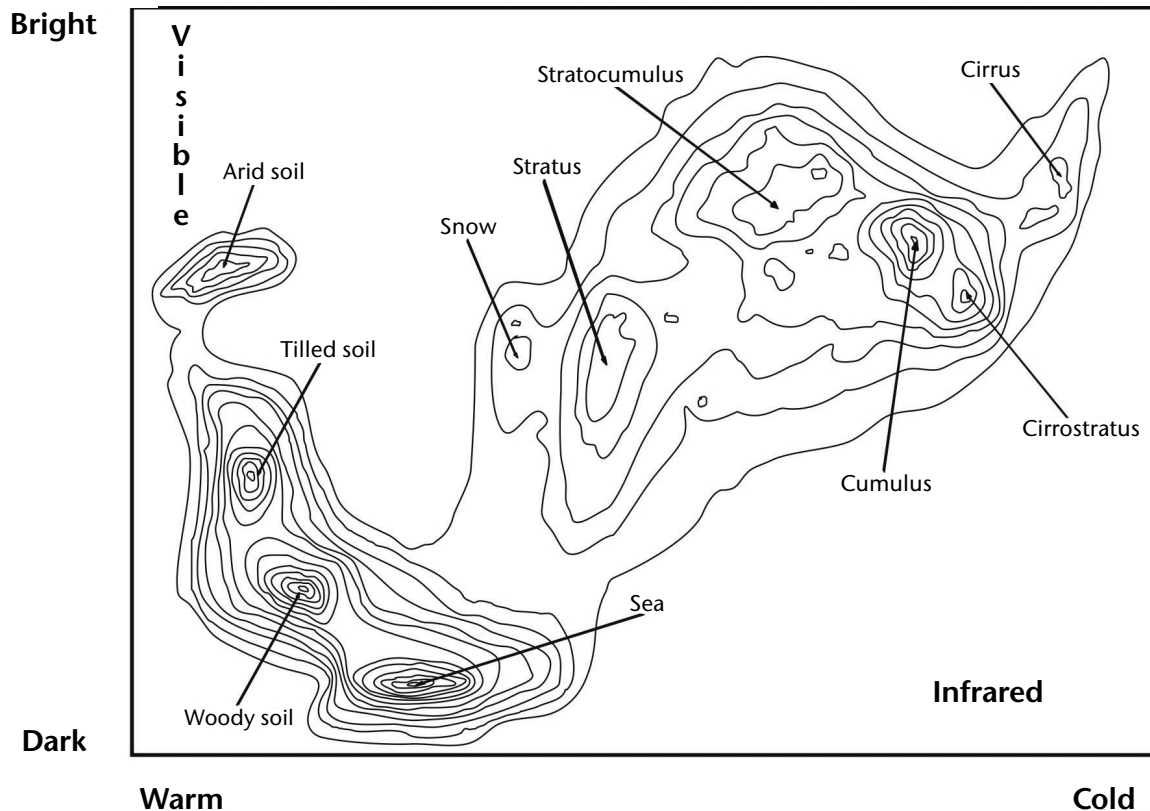 Bright
Visible
Stratocumulus
Cirrus
Arid soil
Stratus
Snow
Tilled soil
Cirrostratus
Cumulus
Sea
Infrared
Woody soil
Dark
Warm
Cold